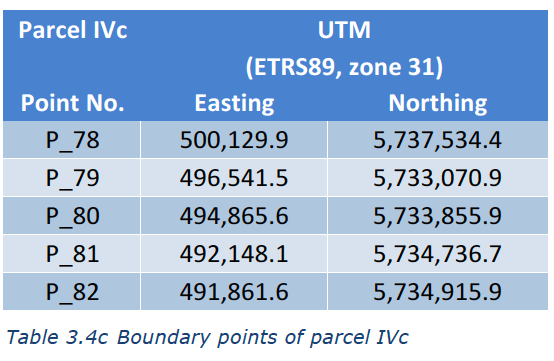 Parcel IVc UTM
(ETRS89, zone 31)
Point No. Easting Northing
P_78 500,129.9 5,737,534.4
P_79 496,541.5 5,733,070.9
P_80 494,865.6 5,733,855.9
P_81 492,148.1 5,734,736.7
P_82 491,861.6 5,734,915.9
Table 3.4c Boundary points of parcel IVc